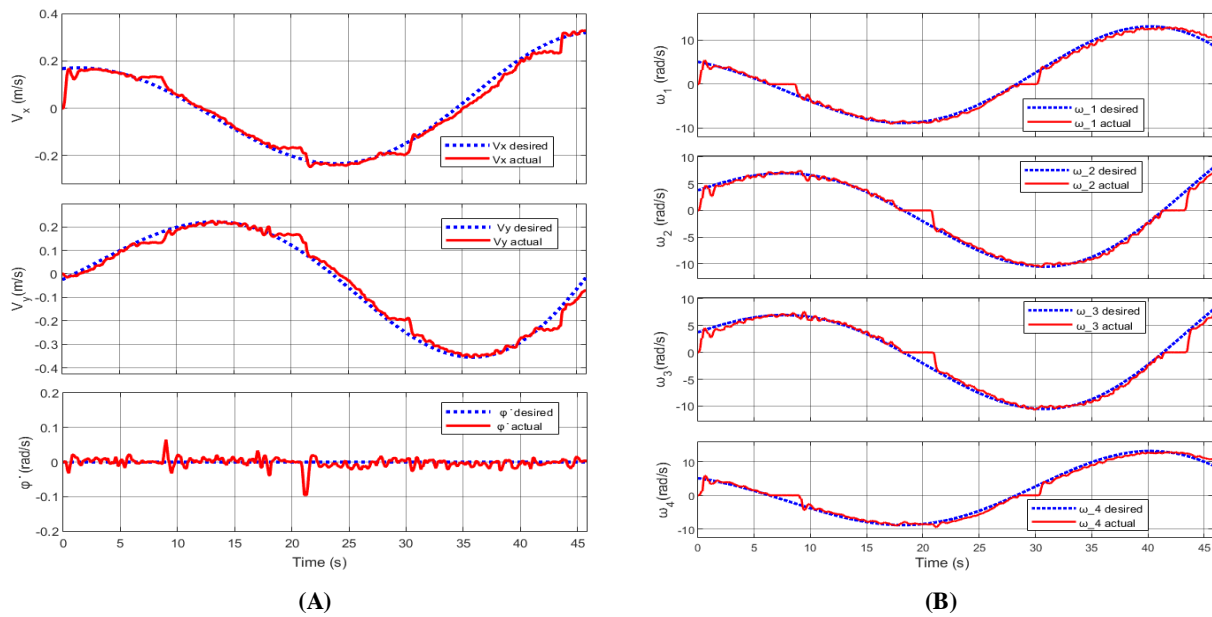 0.4
0.2
0
-0.2
V_x (m/s)
Vx desired
Vx actual
0.2
0.1
0
-0.1
-0.2
-0.3
-0.4
V_y(m/s)
Vy desired
Vy actual
0.2
0.1
0
-0.1
0.2
φ˙(rad/s)
φ˙desired
φ˙actual
0 5 10 15 20 25 30 35 40 45
Time (s)
(A)
10
0
-10
ω_1 (rad/s)
ω_1 desired
ω_1 actual
10
5
0
-5
-10
ω_2 (rad/s)
ω_2 desired
ω_2 actual
10
5
0
-5
-10
ω_3(rad/s)
ω_3 desired
ω_3 actual
10
0
-10
ω_4(rad/s)
ω_4 desired
ω_4 actual
0 5 10 15 20 25 30 35 40 45
Time (s)
(B)